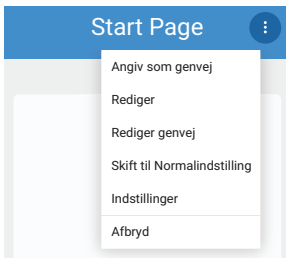 Start Page
Angiv som genvej
Rediger
Rediger genvej
Skift til Normalindstilling
Indstillinger
Afbryd